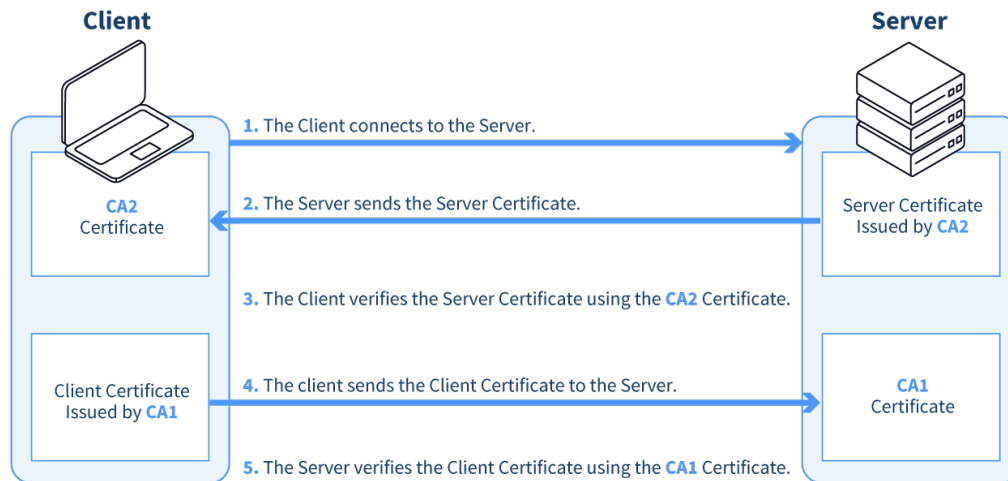 Client
Server
1. The Client connects to the Server.
CA2
Certificate
2. The Server sends the Server Certificate.
Server Certificate
Issued by CA2
3. The Client verifies the Server Certificate using the CA2 Certificate.
Client Certificate
Issued by CA1
4. The client sends the Client Certificate to the Server.
CA1
Certificate
5. The Server verifies the Client Certificate using the CA1 Certificate.